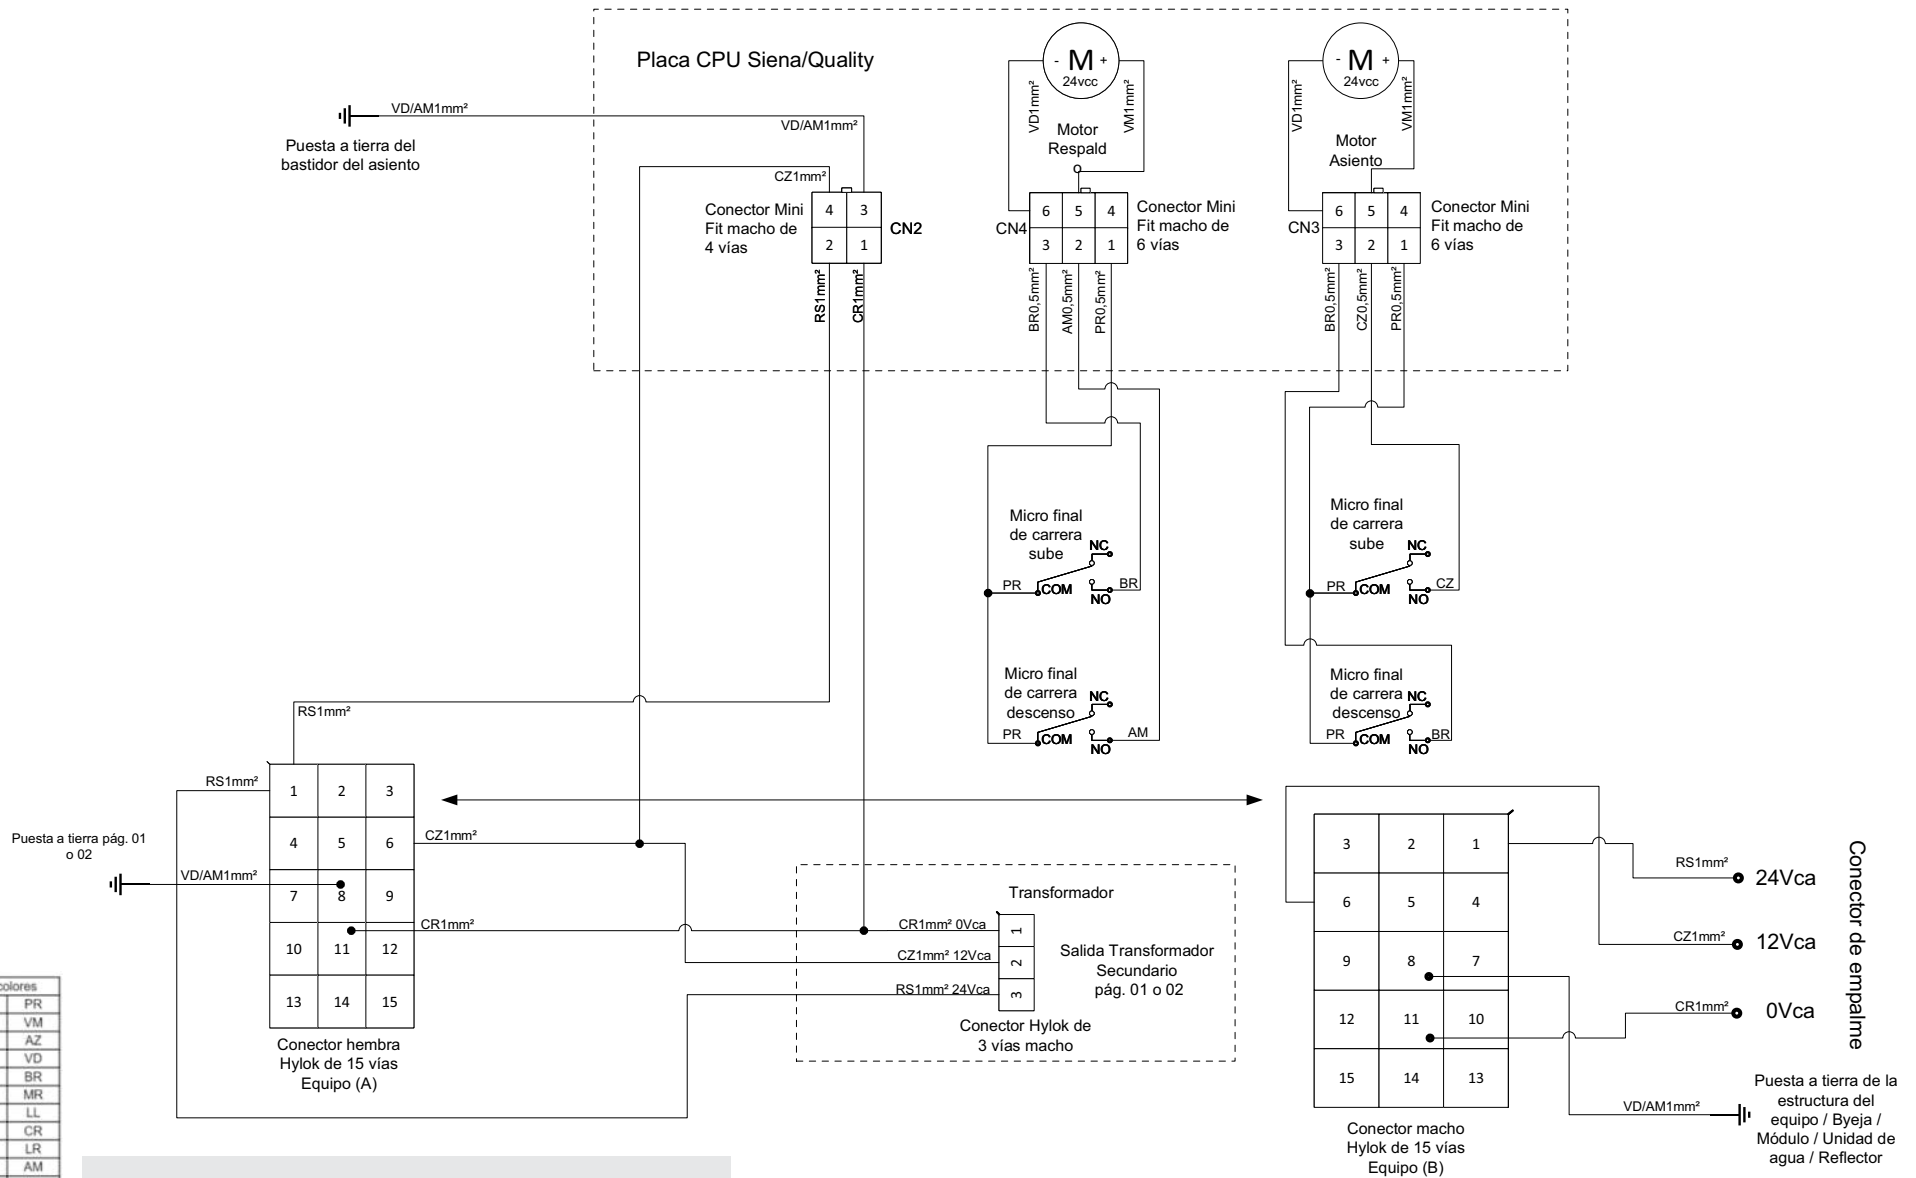 Placa CPU Siena/Quality
M
- +
24vcc
VD1mm²
VM1mm²
Motor
Respald
o
M
- +
24vcc
VD1mm²
VM1mm²
Motor
Asiento
VD/AM1mm²
VD/AM1mm²
Puesta a tierra del
bastidor del asiento
CZ1mm²
Conector Mini
Fit macho de
4 vías
4 3
2 1
CN2
RS1mm²
CR1mm²
CN4
6 5 4
3 2 1
Conector Mini
Fit macho de
6 vías
BR0,5mm²
AM0,5mm²
PR0,5mm²
CN3
6 5 4
3 2 1
Conector Mini
Fit macho de
6 vías
BR0,5mm²
CZ0,5mm²
PR0,5mm²
Micro final
de carrera
sube
NC
PR
COM
BR
NO
Micro final
de carrera
sube
NC
PR
COM
CZ
NO
Micro final
de carrera
descenso
NC
PR
COM
AM
NO
Micro final
de carrera
descenso
NC
PR
COM
BR
NO
RS1mm²
RS1mm²
1 2 3
4 5 6
7 8 9
10 11 12
13 14 15
CZ1mm²
Puesta a tierra pág. 01
o 02
VD/AM1mm²
CR1mm²
Conector hembra
Hylok de 15 vías
Equipo (A)
Transformador
CR1mm² 0Vca
CZ1mm² 12Vca
RS1mm² 24Vca
1
2
3
Salida Transformador
Secundario
pág. 01 o 02
Conector Hylok de
3 vías macho
3 2 1
6 5 4
9 8 7
12 11 10
15 14 13
Conector macho
Hylok de 15 vías
Equipo (B)
RS1mm²
24Vca
CZ1mm²
12Vca
CR1mm²
0Vca
Conector de empalme
VD/AM1mm²
Puesta a tierra de la
estructura del
equipo / Byeja /
Módulo / Unidad de
agua / Reflector
colores
PR
VM
AZ
VD
BR
MR
LL
CR
LR
AM